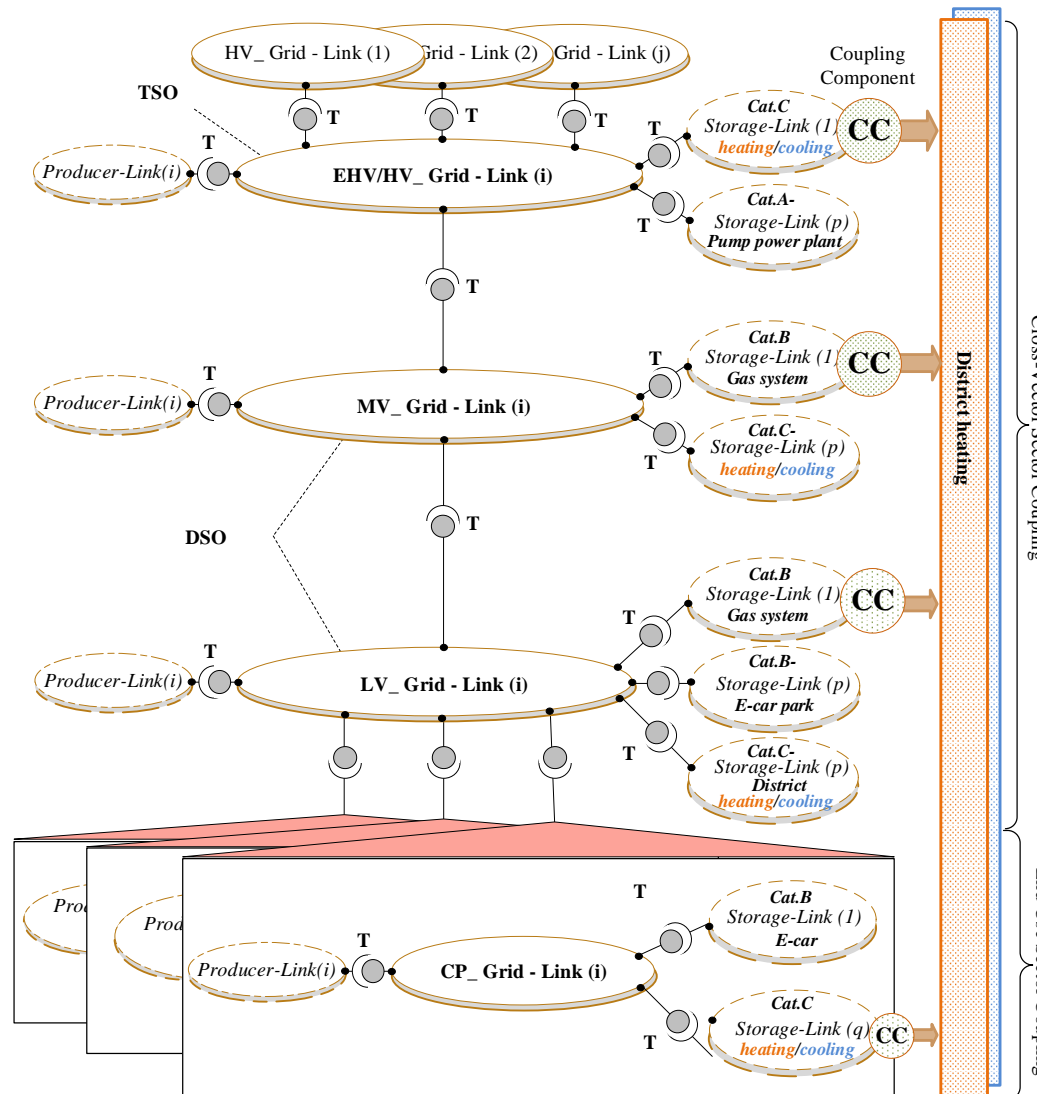 HV_ Grid - Link (1)
Grid - Link (2)
Grid - Link (j)
Coupling
Component
TSO
T
T
T
Cat.C
Storage-Link (1)
heating/cooling
CC
T
T
Producer-Link(i)
EHV/HV_ Grid - Link (i)
T
Cat.A-
Storage-Link (p)
Pump power plant
T
Cat.B
Storage-Link (1)
Gas system
CC
T
T
Producer-Link(i)
MV_ Grid - Link (i)
T
Cat.C-
Storage-Link (p)
heating/cooling
District heating
Cross-vector Sector Coupling
T
DSO
Cat.B
Storage-Link (1)
Gas system
CC
T
T
Producer-Link(i)
LV_ Grid - Link (i)
Cat.B-
Storage-Link (p)
E-car park
T
Cat.C-
Storage-Link (p)
District
heating/cooling
T
Cat.B
Storage-Link (1)
E-car
T
Producer-Link(i)
CP_ Grid - Link (i)
T
Cat.C
Storage-Link (q)
heating/cooling
CC